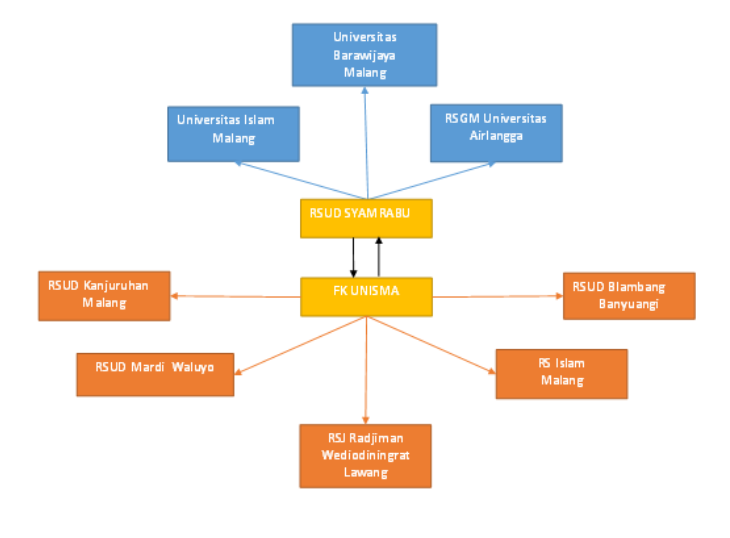 Universitas
Barawijaya
Malang
Universitas Islam
Malang
RSGM Universitas
Airlangga
RSUD SYAMRABU
FK UNISMA
RSUD Kanjuruhan
Malang
RSUD Blambang
Banyuangi
RSUD Mardi Waluyo
RS Islam
Malang
RSJ Radjiman
Wediodiningrat
Lawang